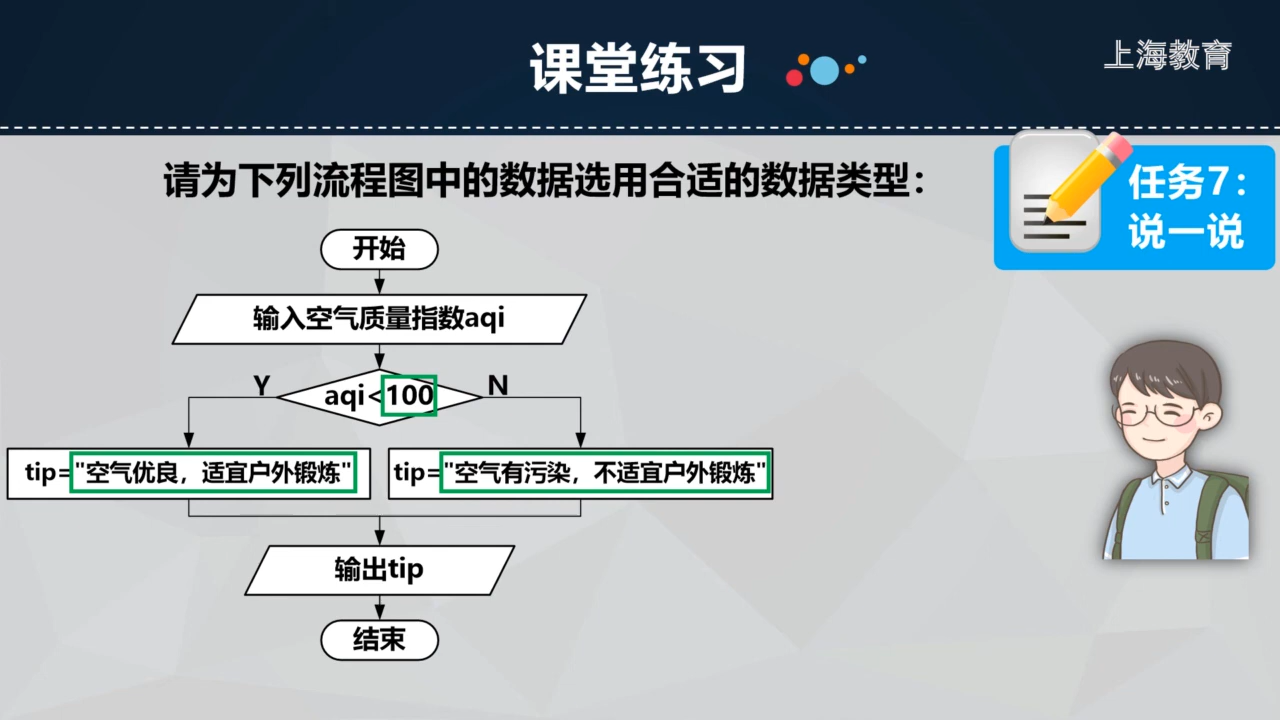 课堂练习
上海教育
请为下列流程图中的数据选用合适的数据类型：
任务7：
说一说
开始
输入空气质量指数aqi
Y
aqi<100
N
tip="空气优良，适宜户外锻炼"
tip="空气有污染，不适宜户外锻炼"
输出tip
结束